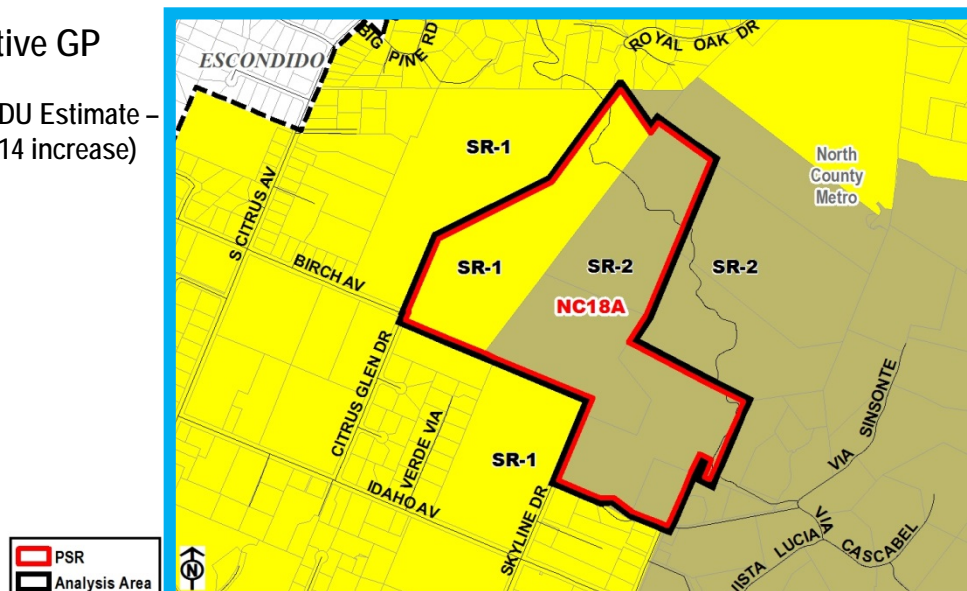 tive GP
DU Estimate –
14 increase)
ESCONDIDO
BIG PINE RD
ROYAL OAK DR
SR-1
North
County
Metro
S CITRUS AV
BIRCH AV
SR-1
SR-2
SR-2
NC18A
CITRUS GLEN DR
VERDE VIA
SR-1
IDAHO AV
SKYLINE DR
VIA SINSONTE
VIA CASCABEL
LUCIA
N
PSR
Analysis Area